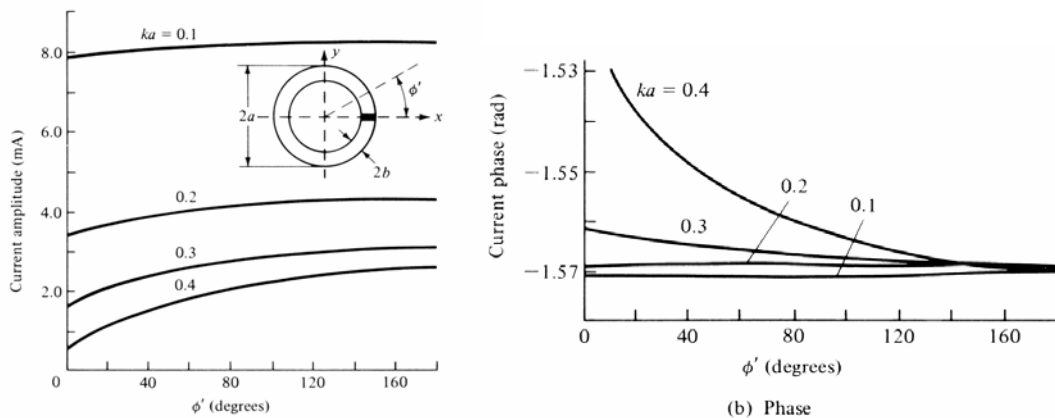 8.0
6.0
4.0
2.0
0
Current amplitude (mA)
ka = 0.1
0.2
0.3
0.4
y
x
ϕ′
2a
2b
0 40 80 120 160
ϕ′ (degrees)
−1.53
−1.55
−1.57
Current phase (rad)
ka = 0.4
0.2
0.1
0.3
0 40 80 120 160
ϕ′ (degrees)
(b) Phase